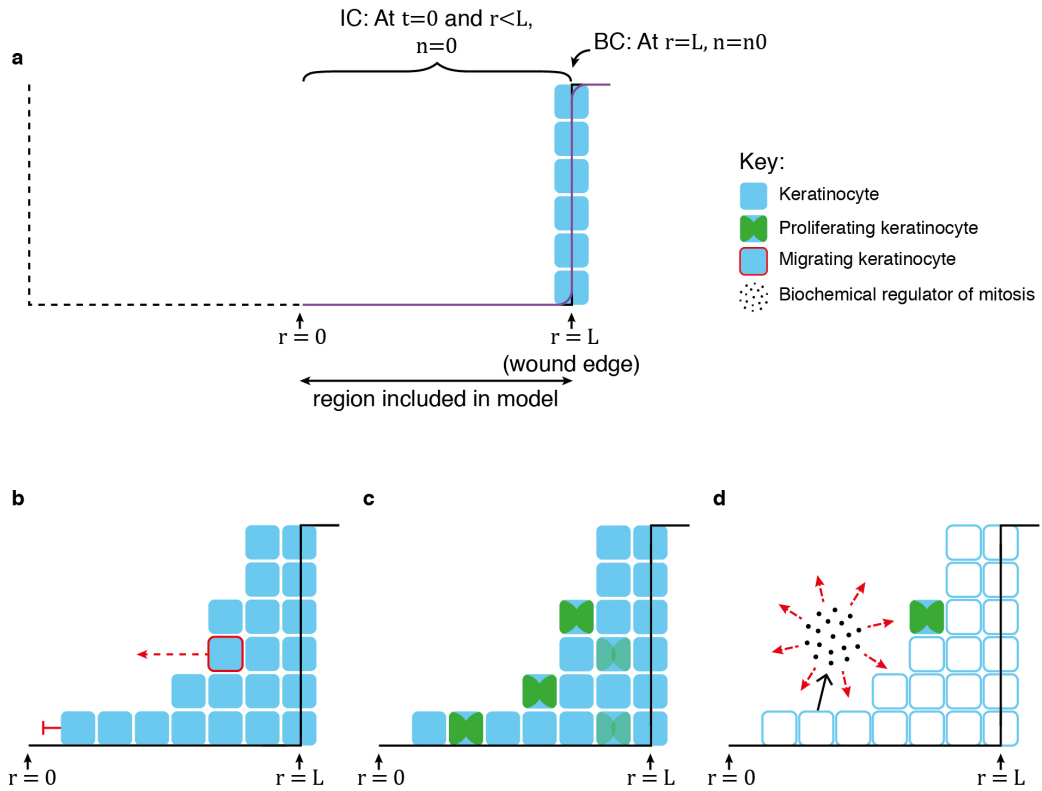 IC: At t=0 and r<L,
n=0
BC: At r=L, n=n0
a
r = 0
r = L
(wound edge)
region included in model
Key:
Keratinocyte
Proliferating keratinocyte
Migrating keratinocyte
Biochemical regulator of mitosis
b
r = 0
r = L
c
r = 0
r = L
d
r = 0
r = L